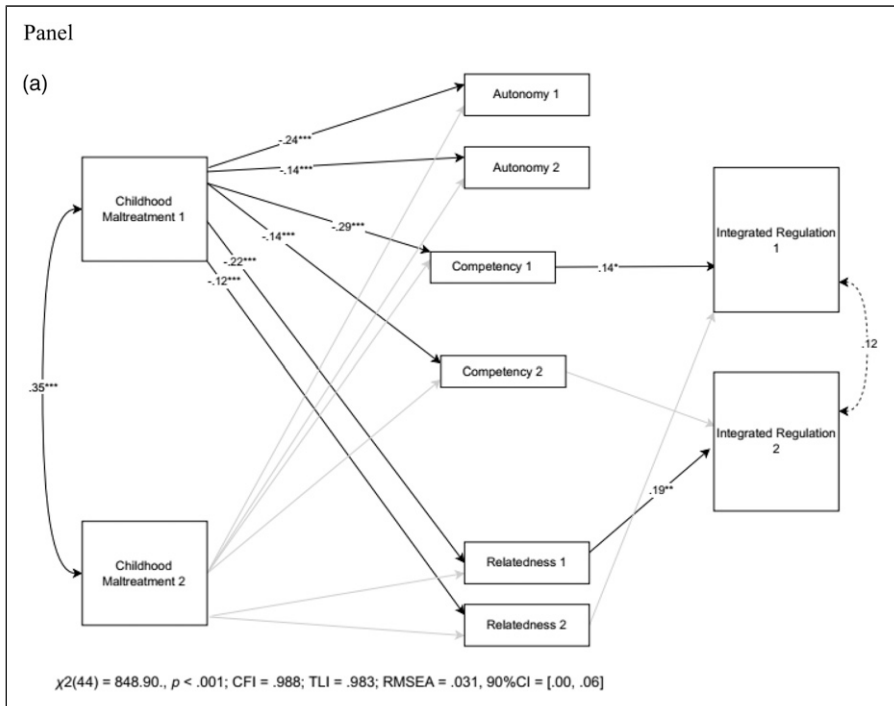 Panel
(a)
Autonomy 1
-.24***
Autonomy 2
-.14***
Childhood
Maltreatment 1
-.29***
-.14***
Competency 1
.14*
Integrated Regulation
1
-.22***
-.12***
.12
Competency 2
.35***
Integrated Regulation
2
.19**
Relatedness 1
Childhood
Maltreatment 2
Relatedness 2
χ2(44) = 848.90., p < .001; CFI = .988; TLI = .983; RMSEA = .031, 90%CI = [.00, .06]